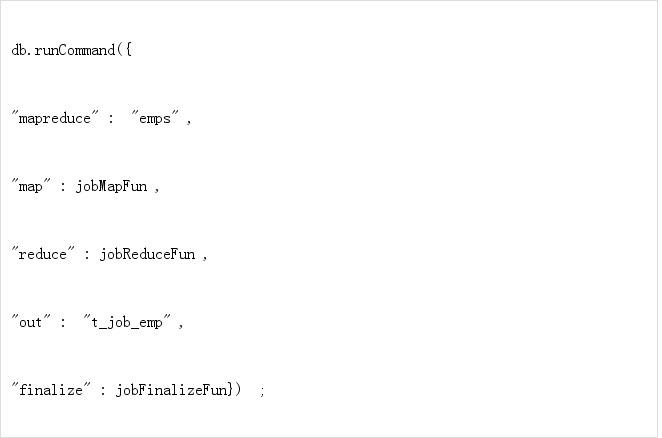 db.runCommand({
"mapreduce" :  "emps" ,
"map" : jobMapFun ,
"reduce" : jobReduceFun ,
"out" :  "t_job_emp" ,
"finalize" : jobFinalizeFun})  ;